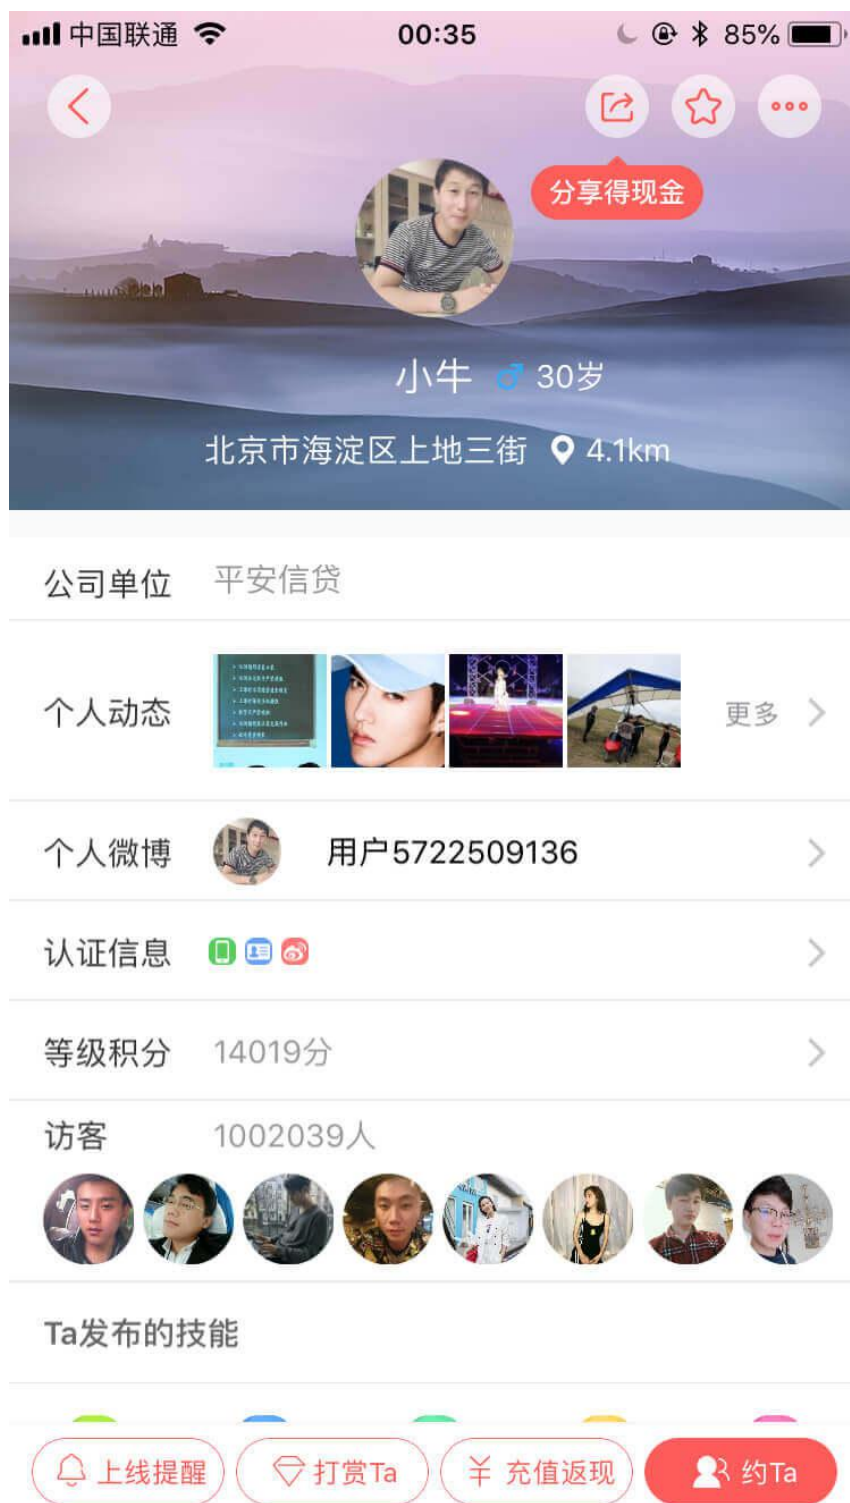 中国联通
00:35
85%
分享得现金
小牛 ♂ 30岁
北京市海淀区上地三街 4.1km
公司单位 平安信贷
个人动态 更多
个人微博 用户5722509136
认证信息
等级积分 14019分
访客 1002039人
Ta发布的技能
上线提醒
打赏Ta
¥ 充值返现
约Ta